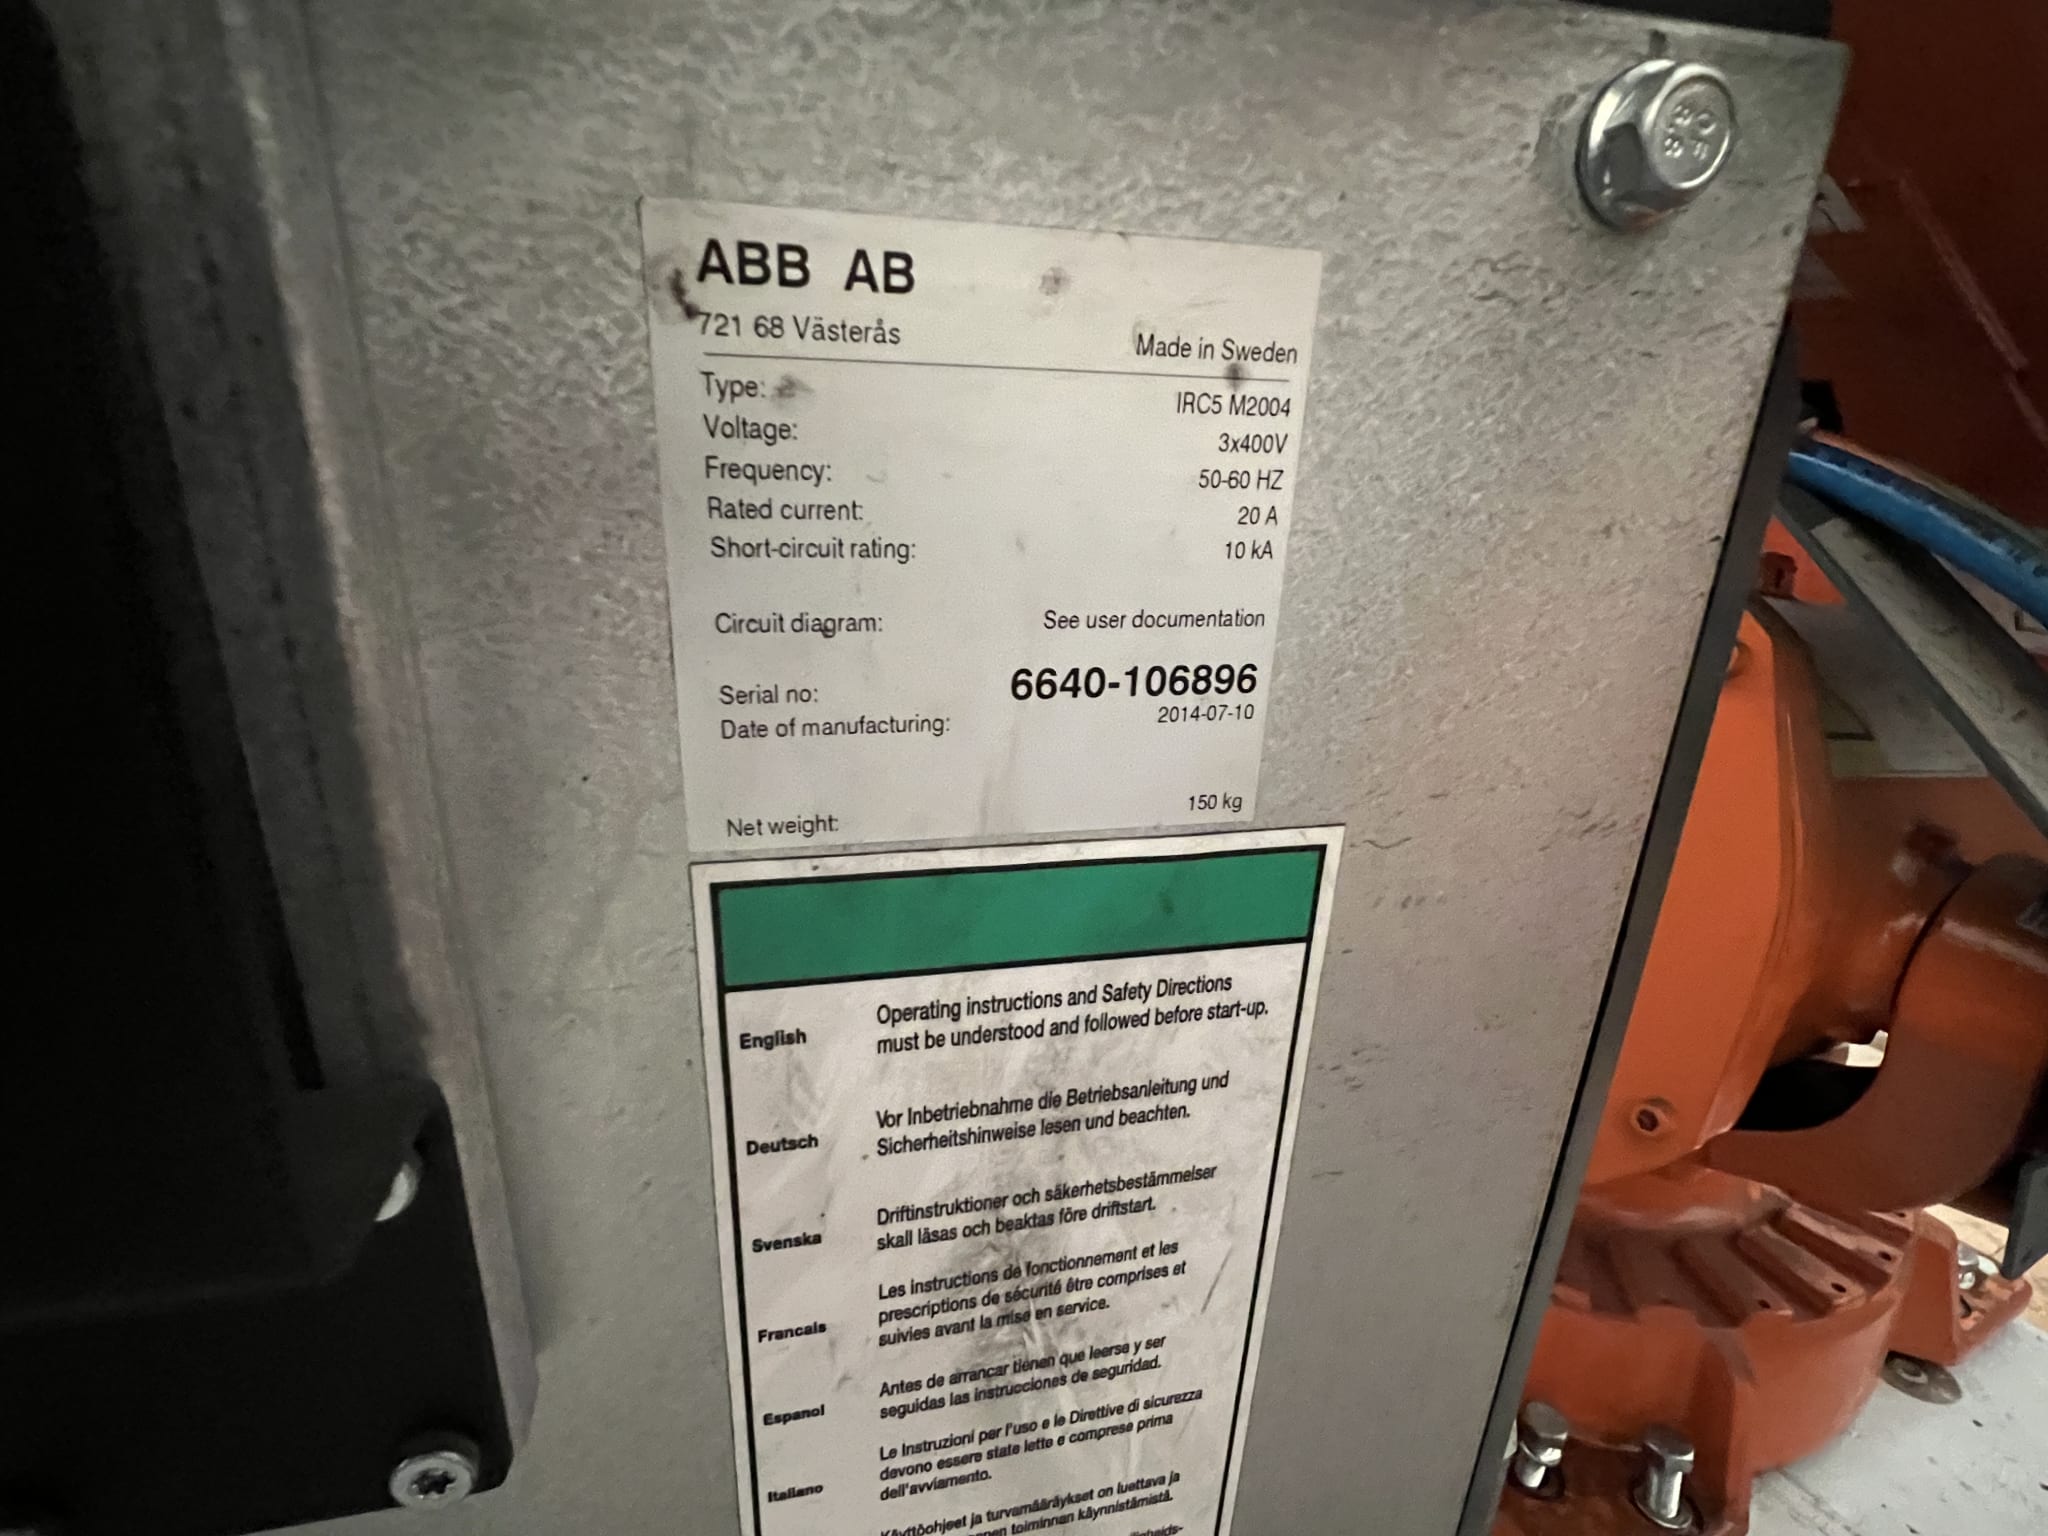 ABB AB
721 68 Västerås
Made in Sweden
Type: IRC5 M2004
Voltage: 3x400V
Frequency: 50-60 HZ
Rated current: 20 A
Short-circuit rating: 10 kA
Circuit diagram: See user documentation
Serial no: 6640-106896
Date of manufacturing: 2014-07-10
Net weight: 150 kg
English
Operating instructions and Safety Directions
must be understood and followed before start-up.
Deutsch
Vor Inbetriebnahme die Betriebsanleitung und
Sicherheitshinweise lesen und beachten.
Svenska
Driftinstruktioner och säkerhetsbestämmelser
skall läsas och beaktas före driftstart.
Francais
Les instructions de fonctionnement et les
prescriptions de sécurité être comprises et
suivies avant la mise en service.
Espanol
Antes de arrancar tienen que leerse y ser
seguidas las instrucciones de seguridad.
Italiano
Le Instruzioni per l'uso e le Direttive di sicurezza
devono essere state lette e comprese prima
dell'avviamento.
Käyttöohjeet ja turvamääräykset on luettava ja
toiminnan käynnistämistä.